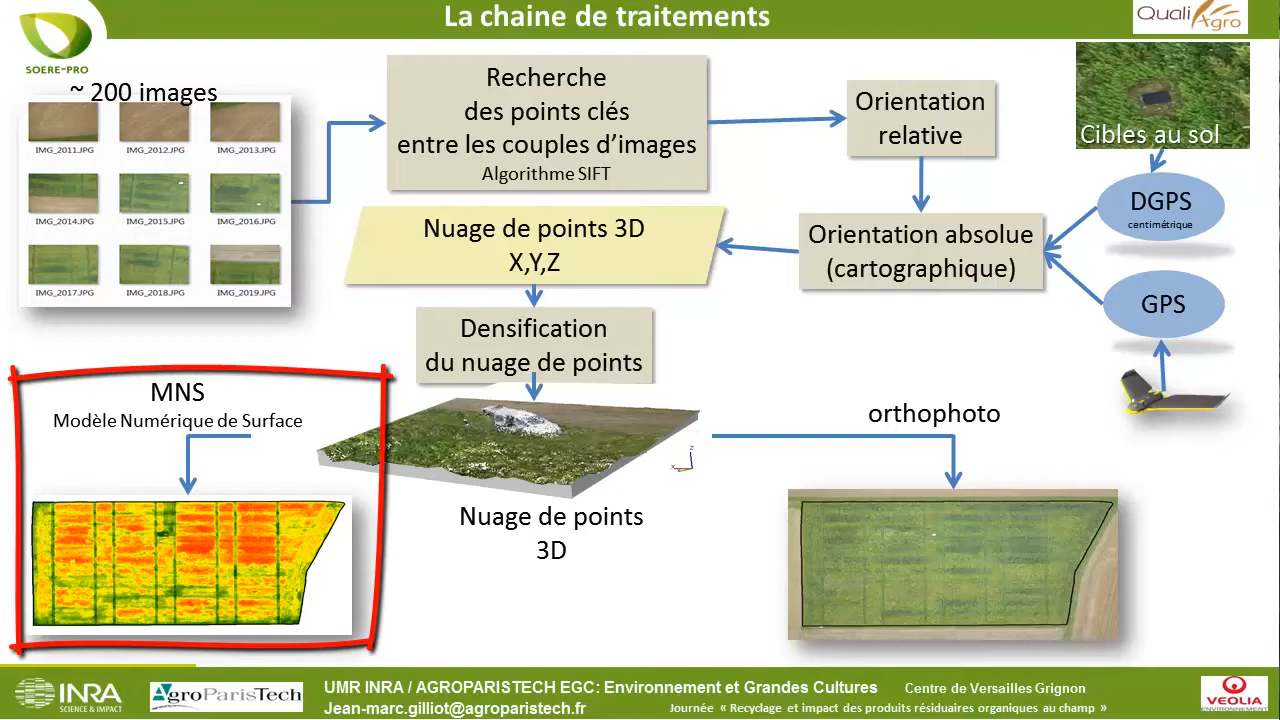 La chaine de traitements
Quali Agro
SOERE-PRO
~ 200 images
IMG_2011.JPG IMG_2012.JPG IMG_2013.JPG
IMG_2014.JPG IMG_2015.JPG IMG_2016.JPG
IMG_2017.JPG IMG_2018.JPG IMG_2019.JPG
Recherche
des points clés
entre les couples d’images
Algorithme SIFT
Orientation
relative
Cibles au sol
DGPS
centimétrique
GPS
Orientation absolue
(cartographique)
Nuage de points 3D
X,Y,Z
Densification
du nuage de points
MNS
Modèle Numérique de Surface
Nuage de points
3D
Z
X
orthophoto
INRA
SCIENCE & IMPACT
AgroParisTech
UMR INRA / AGROPARISTECH EGC: Environnement et Grandes Cultures Centre de Versailles Grignon
Jean-marc.gilliot@agroparistech.fr Journée « Recyclage et impact des produits résiduaires organiques au champ »
VEOLIA
ENVIRONNEMENT